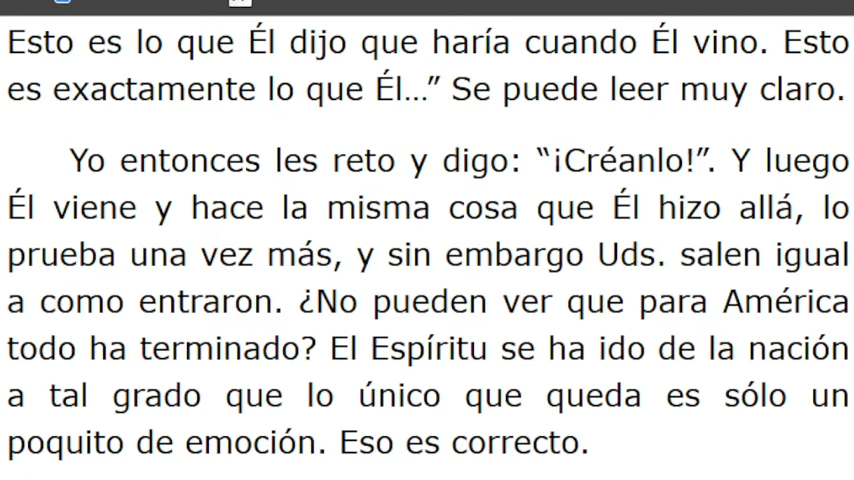 Esto es lo que Él dijo que haría cuando Él vino. Esto
es exactamente lo que Él...” Se puede leer muy claro.
Yo entonces les reto y digo: “¡Créanlo!”. Y luego
Él viene y hace la misma cosa que Él hizo allá, lo
prueba una vez más, y sin embargo Uds. salen igual
a como entraron. ¿No pueden ver que para América
todo ha terminado? El Espíritu se ha ido de la nación
a tal grado que lo único que queda es sólo un
poquito de emoción. Eso es correcto.